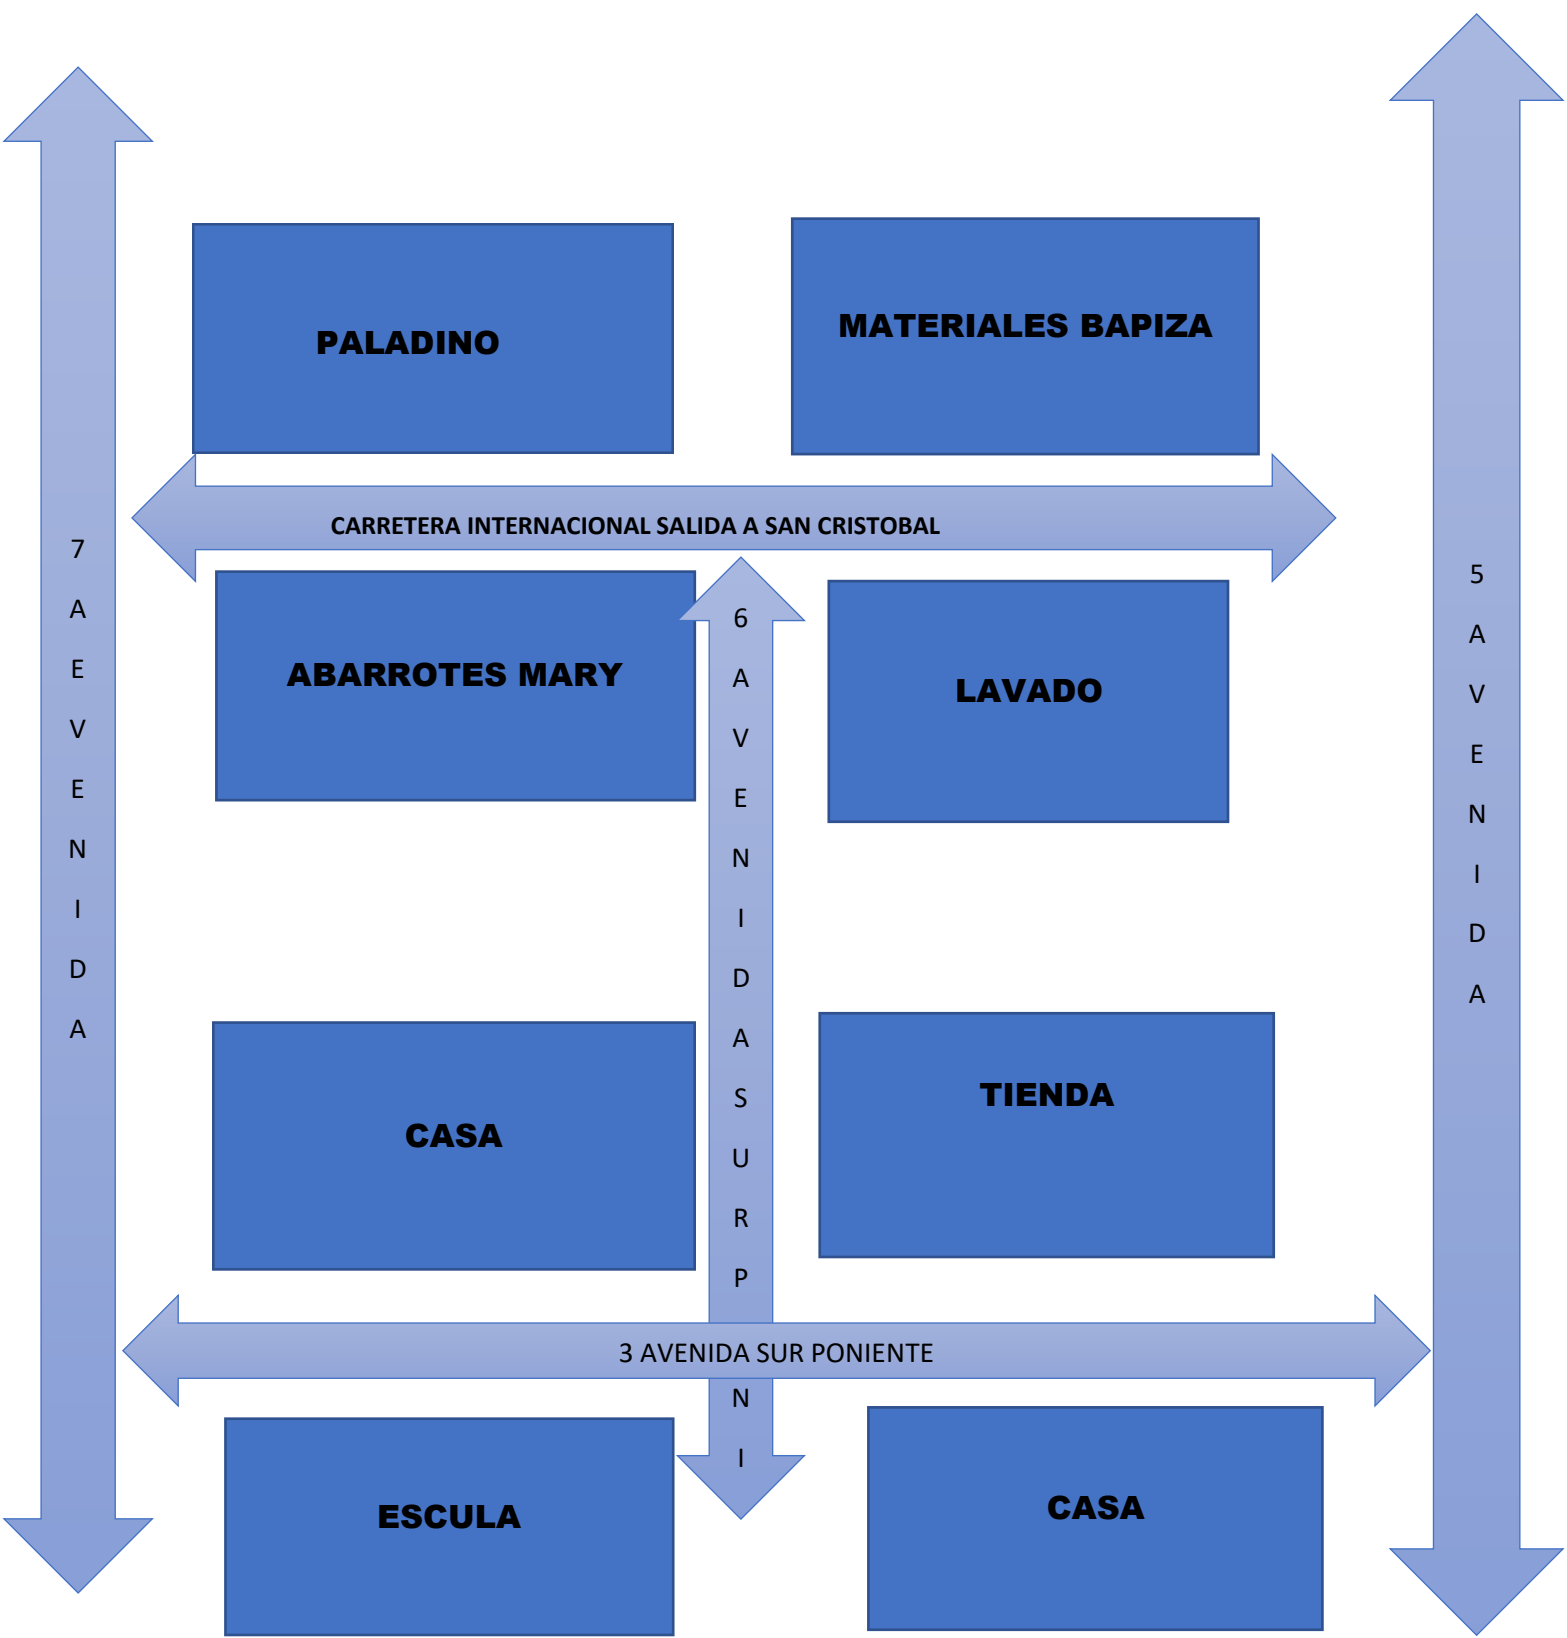 PALADINO
MATERIALES BAPIZA
CARRETERA INTERNACIONAL SALIDA A SAN CRISTOBAL
7
A
E
V
E
N
I
D
A
ABARROTES MARY
6
A
V
E
N
I
D
A
S
U
R
P
N
I
LAVADO
5
A
V
E
N
I
D
A
CASA
TIENDA
3 AVENIDA SUR PONIENTE
ESCULA
CASA